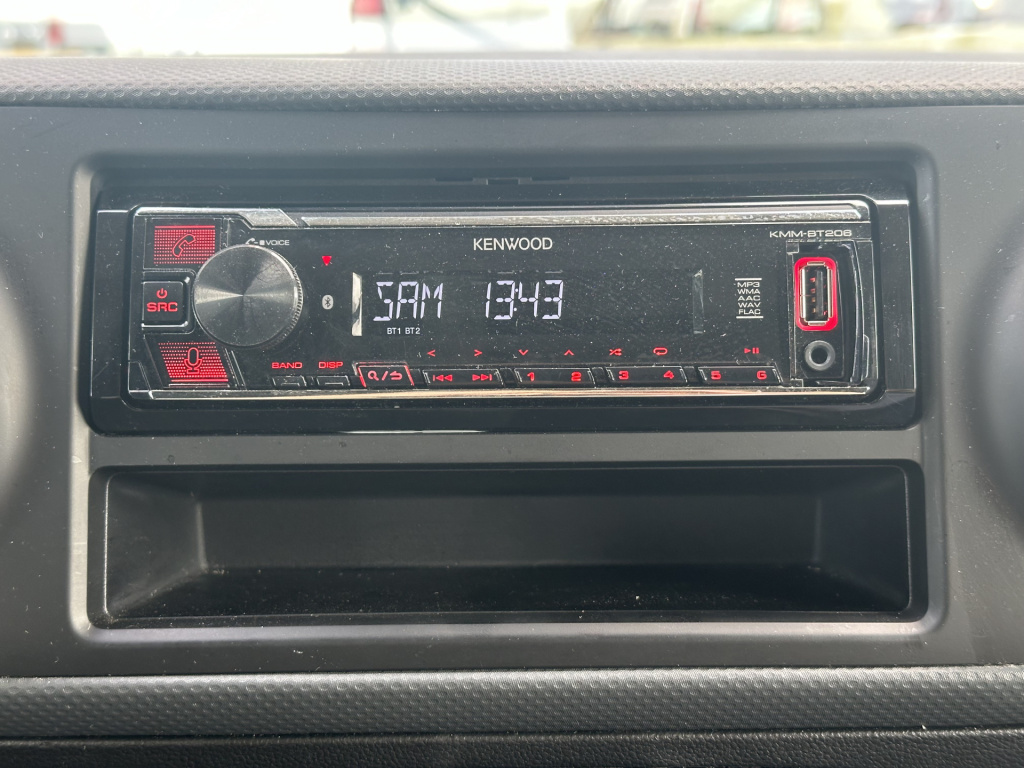 VOICE
KENWOOD
KMM-BT206
SRC
SAM 13:43
BT1 BT2
MP3
WMA
AAC
WAV
FLAC
BAND DISP
1 2 3 4 5 6